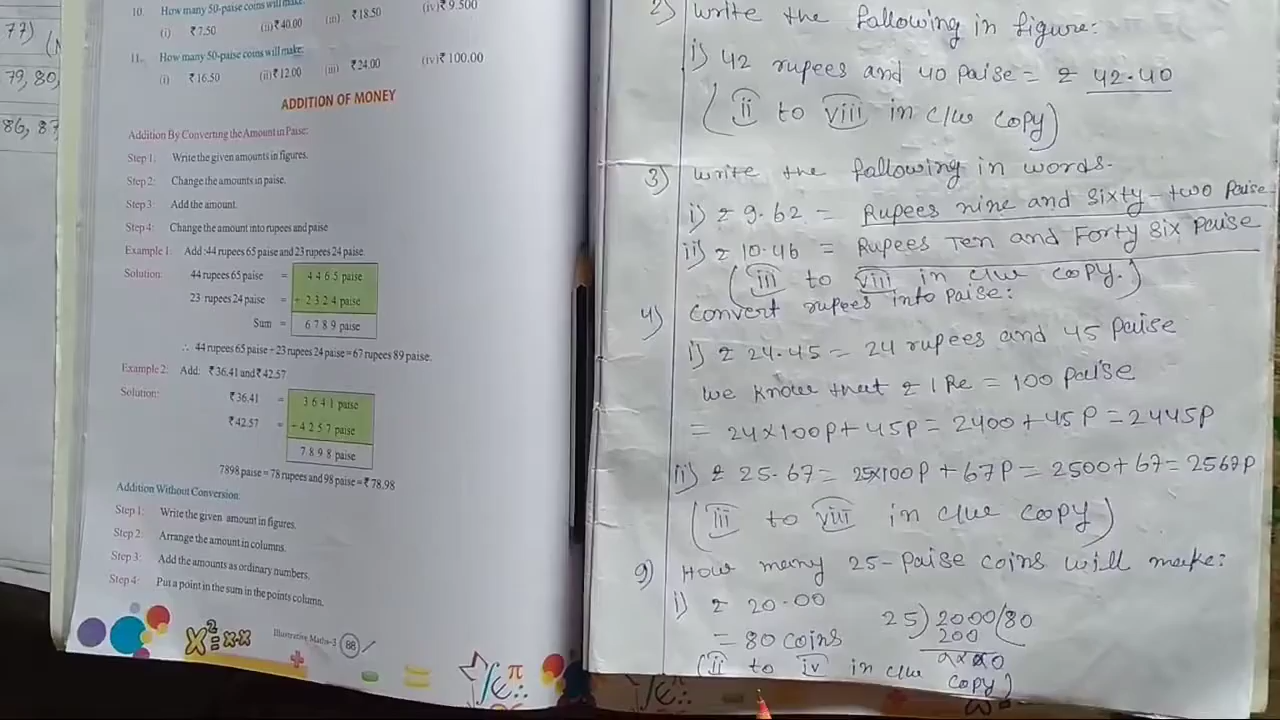 77)
79, 80,
86, 87
10. How many 50-paise coins will make:
(i) ₹7.50 (ii) ₹40.00 (iii) ₹18.50 (iv) ₹9.500
11. How many 50-paise coins will make:
(i) ₹16.50 (ii) ₹12.00 (iii) ₹24.00 (iv) ₹100.00
ADDITION OF MONEY
Addition By Converting the Amount in Paise:
Step 1: Write the given amounts in figures.
Step 2: Change the amounts in paise.
Step 3: Add the amount.
Step 4: Change the amount into rupees and paise
Example 1: Add :44 rupees 65 paise and 23 rupees 24 paise.
Solution: 44 rupees 65 paise = 4 4 6 5 paise
23 rupees 24 paise = + 2 3 2 4 paise
Sum = 6 7 8 9 paise
∴ 44 rupees 65 paise + 23 rupees 24 paise = 67 rupees 89 paise.
Example 2: Add: ₹36.41 and ₹42.57
Solution: ₹36.41 = 3 6 4 1 paise
₹42.57 = + 4 2 5 7 paise
7 8 9 8 paise
7898 paise = 78 rupees and 98 paise = ₹78.98
Addition Without Conversion:
Step 1: Write the given amount in figures.
Step 2: Arrange the amount in columns.
Step 3: Add the amounts as ordinary numbers.
Step 4: Put a point in the sum in the points column.
Illustrative Maths-3 88
2) Write the following in figure:
i) 42 rupees and 40 paise = ₹ 42.40
(ii to viii in c/w copy)
3) Write the following in words.
i) ₹ 9.62 = Rupees nine and sixty-two paise
ii) ₹ 10.46 = Rupees Ten and Forty six paise
(iii to viii in c/w copy.)
4) Convert rupees into paise:
i) ₹ 24.45 = 24 rupees and 45 paise
We know that ₹ 1 Re = 100 paise
= 24×100P + 45P = 2400 + 45 P = 2445P
ii) ₹ 25.67 = 25×100P + 67P = 2500 + 67 = 2567P
(iii to viii in c/w coopy)
9) How many 25-paise coins will make:
i) ₹ 20.00 25)2000(80
= 80 coins 200
(ii to iv in c/w copy)